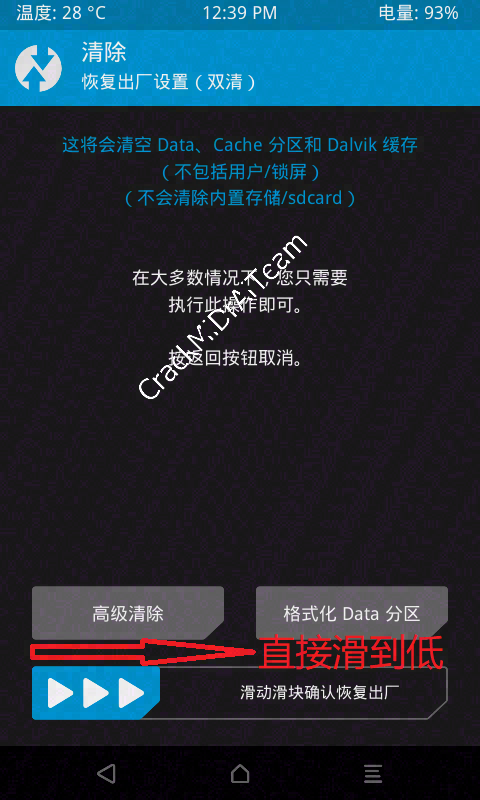 温度: 28 °C 12:39 PM 电量: 93%
清除
恢复出厂设置（双清）
这将会清空 Data、Cache 分区和 Dalvik 缓存
（不包括用户/锁屏）
（不会清除内置存储/sdcard）
在大多数情况下，您只需要
执行此操作即可。
按返回按钮取消。
高级清除 格式化 Data 分区
直接滑到低
滑动滑块确认恢复出厂